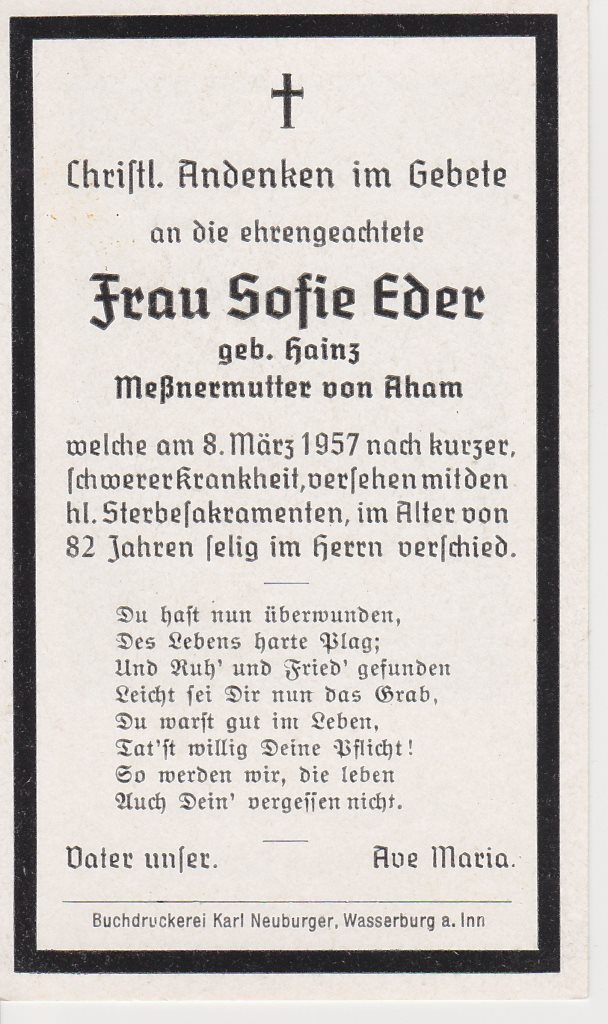 Christl. Andenken im Gebete
an die ehrengeachtete
Frau Sofie Eder
geb. Hainz
Meßnermutter von Aham
welche am 8. März 1957 nach kurzer,
schwerer Krankheit, versehen mit den
hl. Sterbesakramenten, im Alter von
82 Jahren selig im Herrn verschied.
Du hast nun überwunden,
Des Lebens harte Plag;
Und Ruh' und Fried' gefunden
Leicht sei Dir nun das Grab,
Du warst gut im Leben,
Tat'st willig Deine Pflicht!
So werden wir, die leben
Auch Dein' vergessen nicht.
Vater unser. Ave Maria.
Buchdruckerei Karl Neuburger, Wasserburg a. Inn